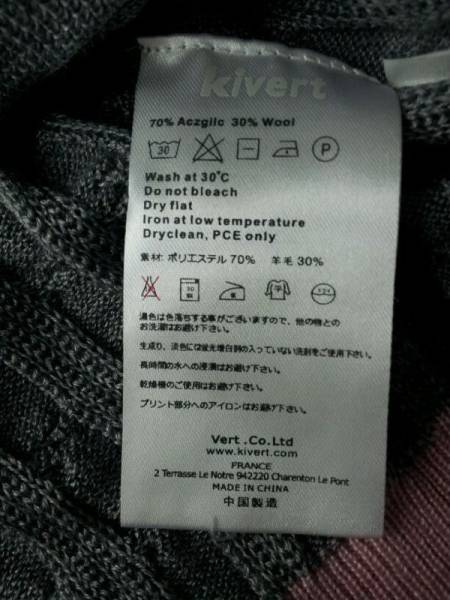 kivert
70% Aczgilc 30% Wool
30
P
Wash at 30°C
Do not bleach
Dry flat
Iron at low temperature
Dryclean, PCE only
素材: ポリエステル 70% 羊毛 30%
濃色は色落ちする事がございますので、他の物との
お洗濯はお避け下さい。
生成り、淡色には蛍光増白剤の入っていない洗剤をご使用下さい。
長時間の水への浸漬はお避け下さい。
乾燥機のご使用はお避け下さい。
プリント部分へのアイロンはお避け下さい。
Vert .Co.Ltd
www.kivert.com
FRANCE
2 Terrasse Le Notre 942220 Charenton Le Pont
MADE IN CHINA
中国製造